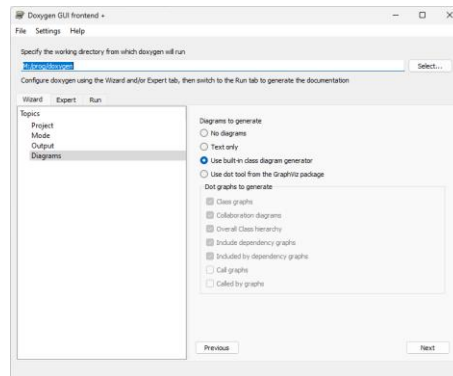 Doxygen GUI frontend +
File Settings Help
Specify the working directory from which doxygen will run
M:/prog/doxygen
Select...
Configure doxygen using the Wizard and/or Expert tab, then switch to the Run tab to generate the documentation
Wizard Expert Run
Topics
Project
Mode
Output
Diagrams
Diagrams to generate
No diagrams
Text only
Use built-in class diagram generator
Use dot tool from the GraphViz package
Dot graphs to generate
Class graphs
Collaboration diagrams
Overall Class hierarchy
Include dependency graphs
Included by dependency graphs
Call graphs
Called by graphs
Previous
Next